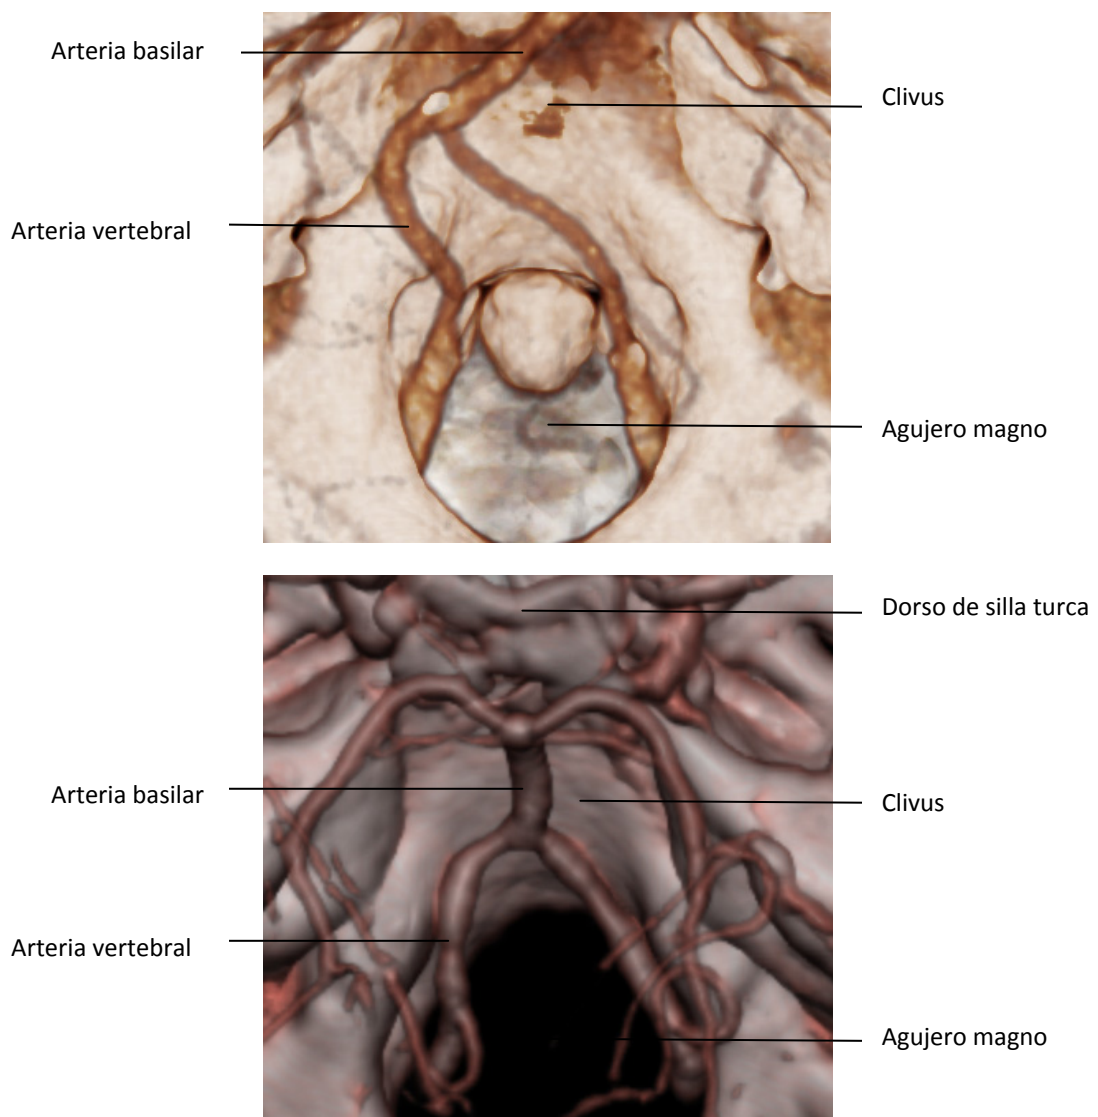 Arteria basilar
Clivus
Arteria vertebral
Agujero magno
Dorso de silla turca
Arteria basilar
Clivus
Arteria vertebral
Agujero magno